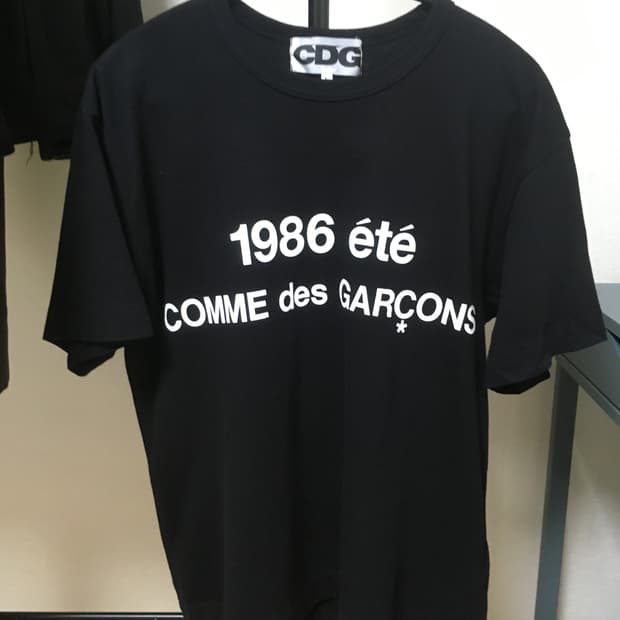 CDG
1986 été
COMME des GARÇONS
*